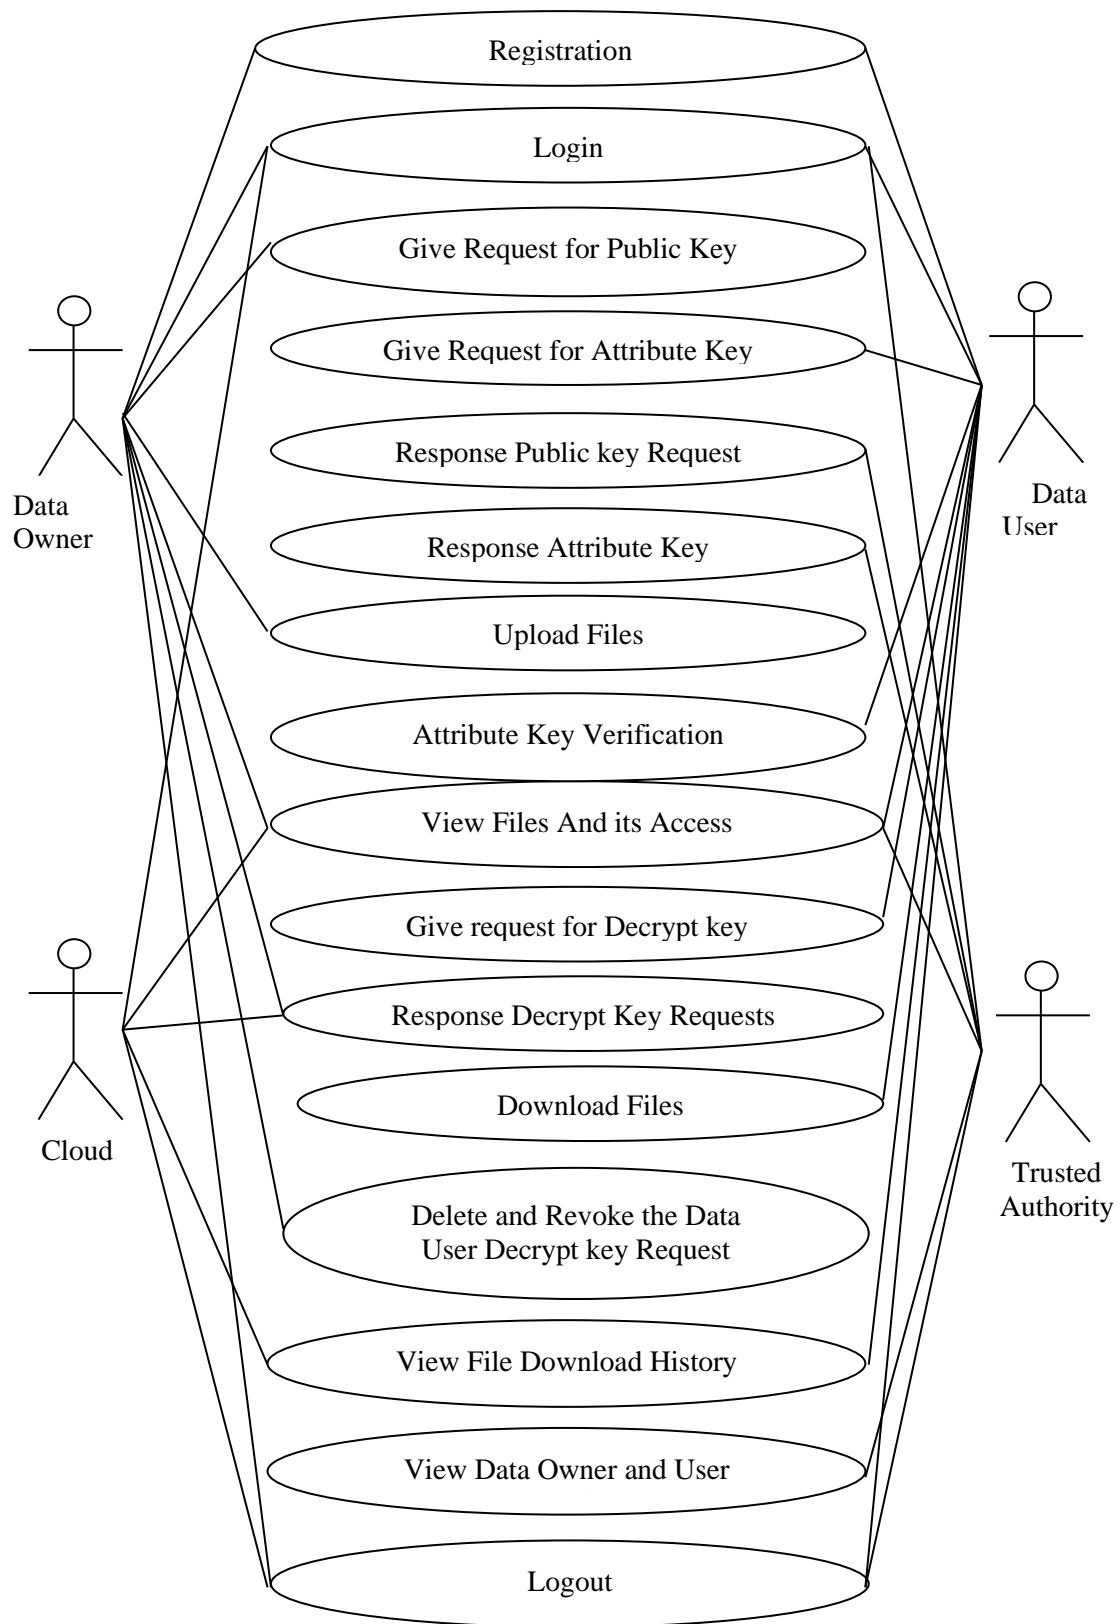 Registration
Login
Give Request for Public Key
Give Request for Attribute Key
Response Public key Request
Data
Owner
Data
User
Response Attribute Key
Upload Files
Attribute Key Verification
View Files And its Access
Give request for Decrypt key
Response Decrypt Key Requests
Download Files
Cloud
Trusted
Authority
Delete and Revoke the Data
User Decrypt key Request
View File Download History
View Data Owner and User
Logout